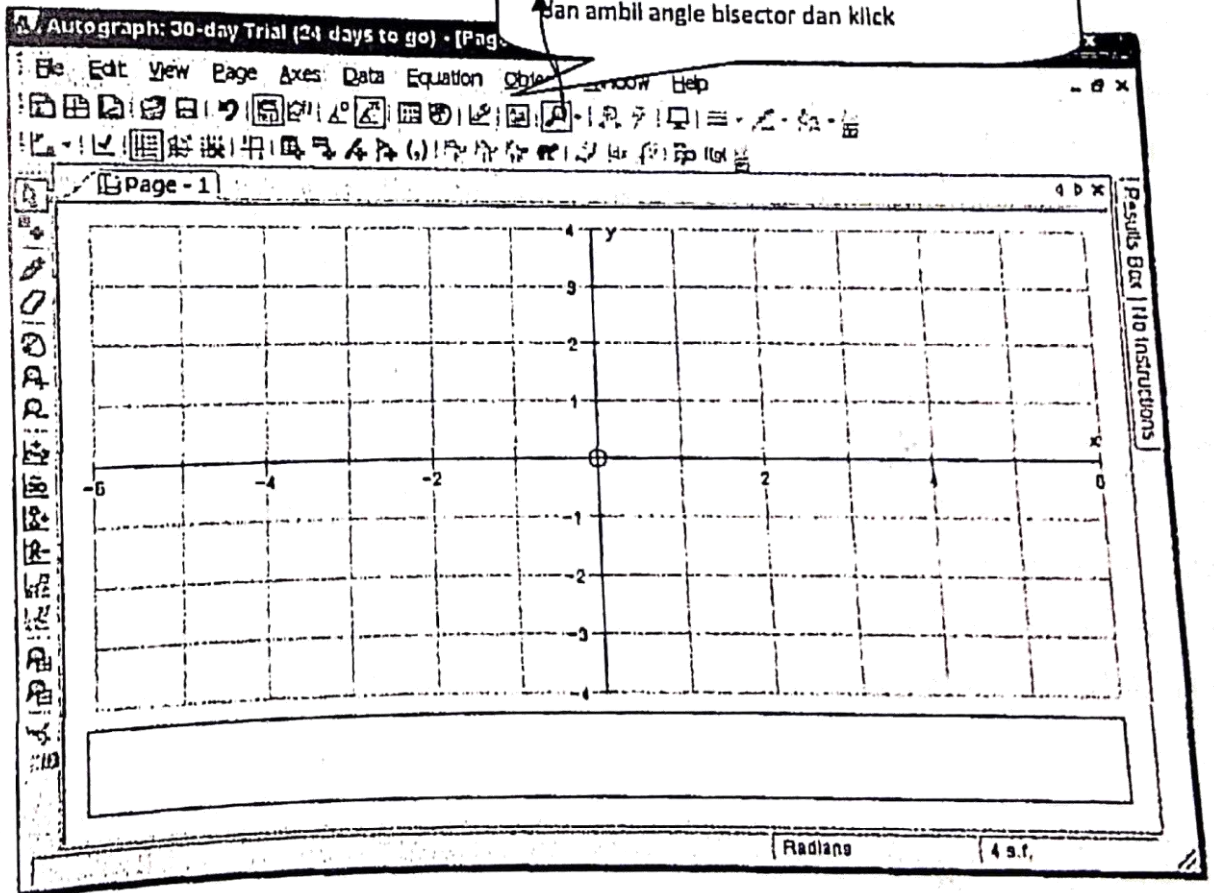 dan ambil angle bisector dan klick
Autograph: 30-day Trial (24 days to go) - [Pag
File Edit View Page Axes Data Equation Obje Window Help
Page - 1
Results Box | No Instructions
y
4
3
2
1
x
-6 -4 -2 2 4 6
-1
-2
-3
-4
Radians 4 s.f.